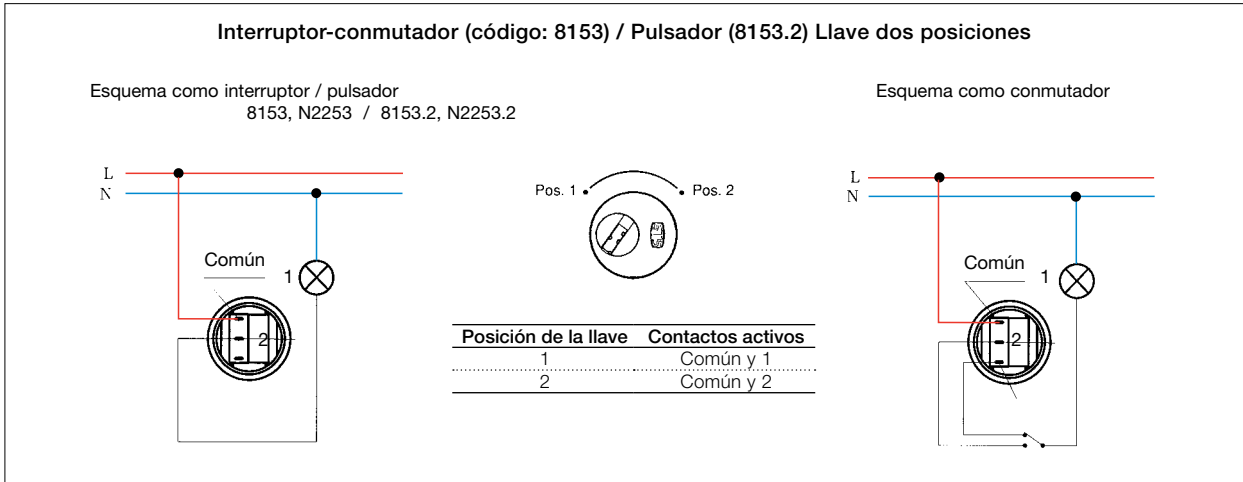 Interruptor-conmutador (código: 8153) / Pulsador (8153.2) Llave dos posiciones
Esquema como interruptor / pulsador
8153, N2253 / 8153.2, N2253.2
L
N
Común
1
2
Pos. 1
Pos. 2
Posición de la llave Contactos activos
1 Común y 1
2 Común y 2
Esquema como conmutador
L
N
Común
1
2